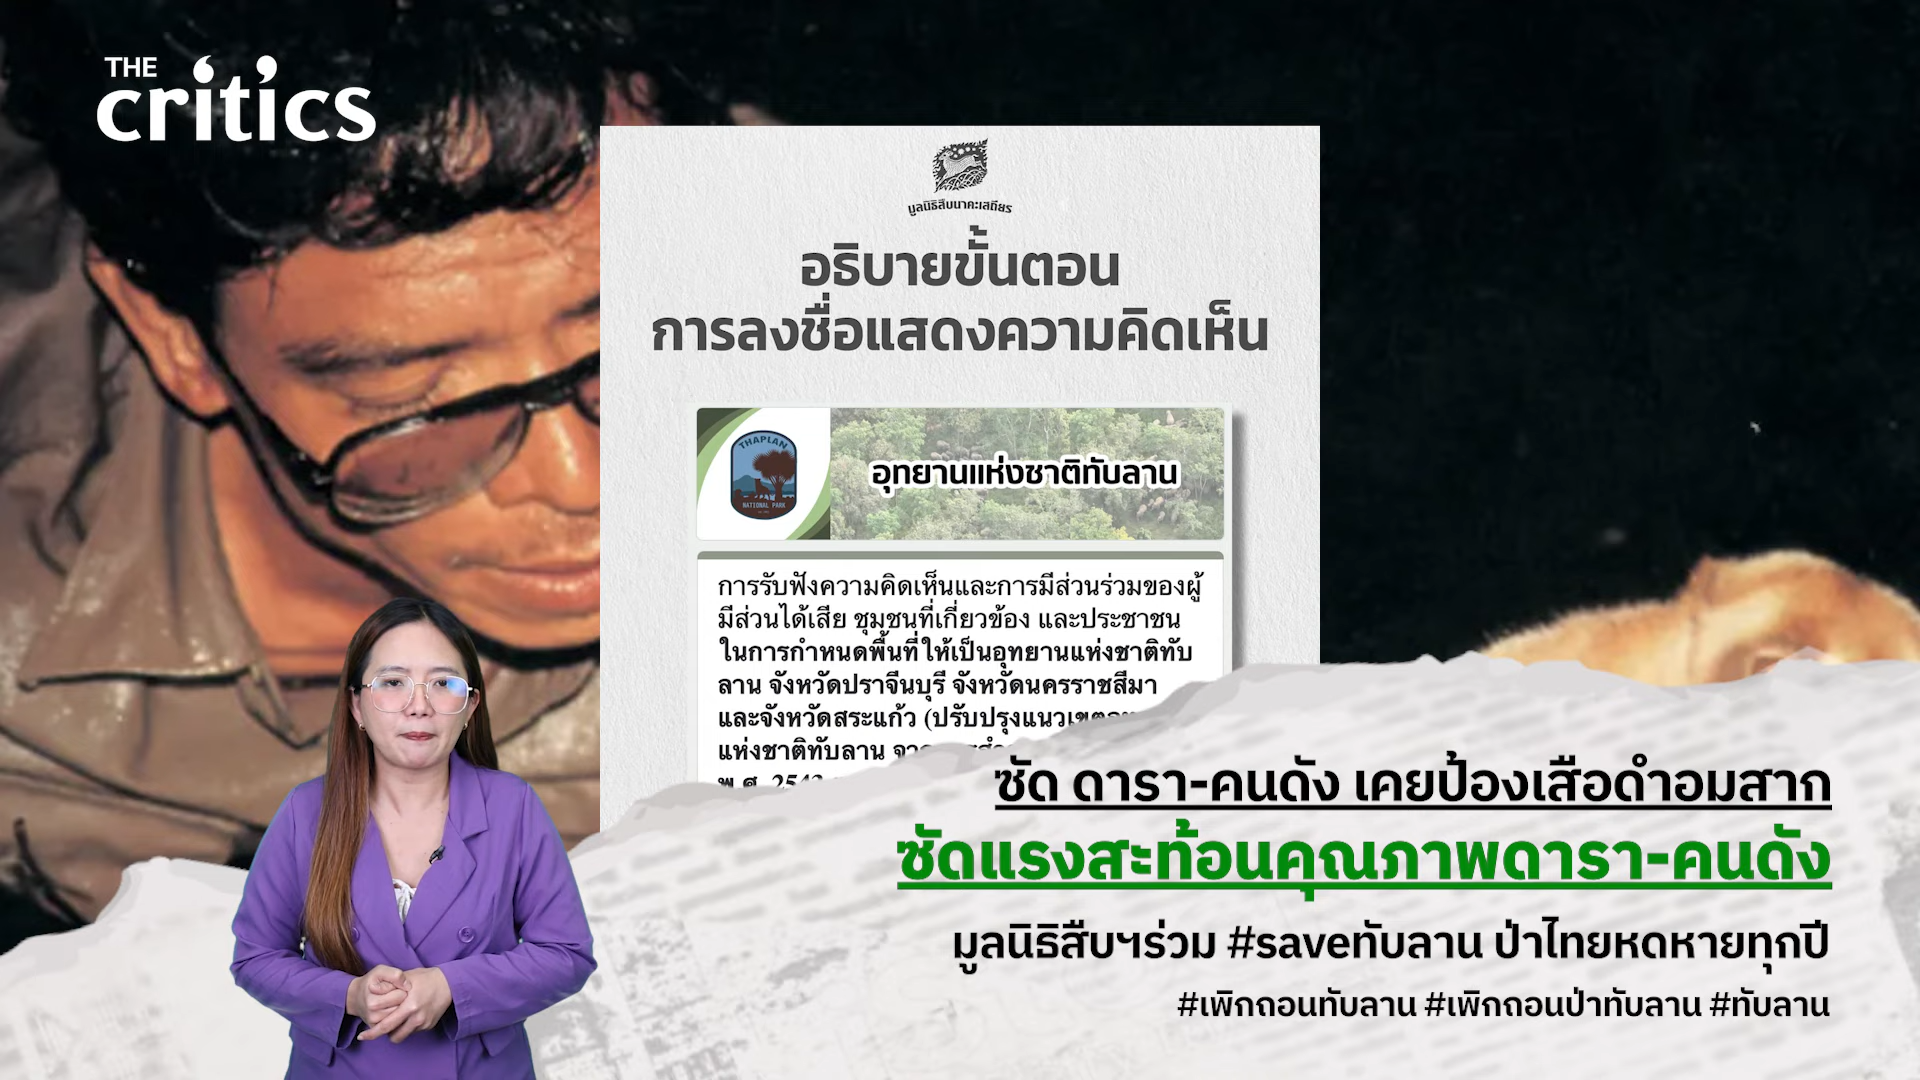 THE
critics
มูลนิธิสืบนาคะเสถียร
อธิบายขั้นตอน
การลงชื่อแสดงความคิดเห็น
THAPLAN
NATIONAL PARK
อุทยานแห่งชาติทับลาน
การรับฟังความคิดเห็นและการมีส่วนร่วมของผู้
มีส่วนได้เสีย ชุมชนที่เกี่ยวข้อง และประชาชน
ในการกำหนดพื้นที่ให้เป็นอุทยานแห่งชาติทับ
ลาน จังหวัดปราจีนบุรี จังหวัดนครราชสีมา
และจังหวัดสระแก้ว (ปรับปรุงแนวเขต
แห่งชาติทับลาน
พ.ศ. 2543
ซัด ดารา-คนดัง เคยป้องเสือดำอมสาก
ซัดแรงสะท้อนคุณภาพดารา-คนดัง
มูลนิธิสืบฯร่วม #saveทับลาน ป่าไทยหดหายทุกปี
#เพิกถอนทับลาน #เพิกถอนป่าทับลาน #ทับลาน